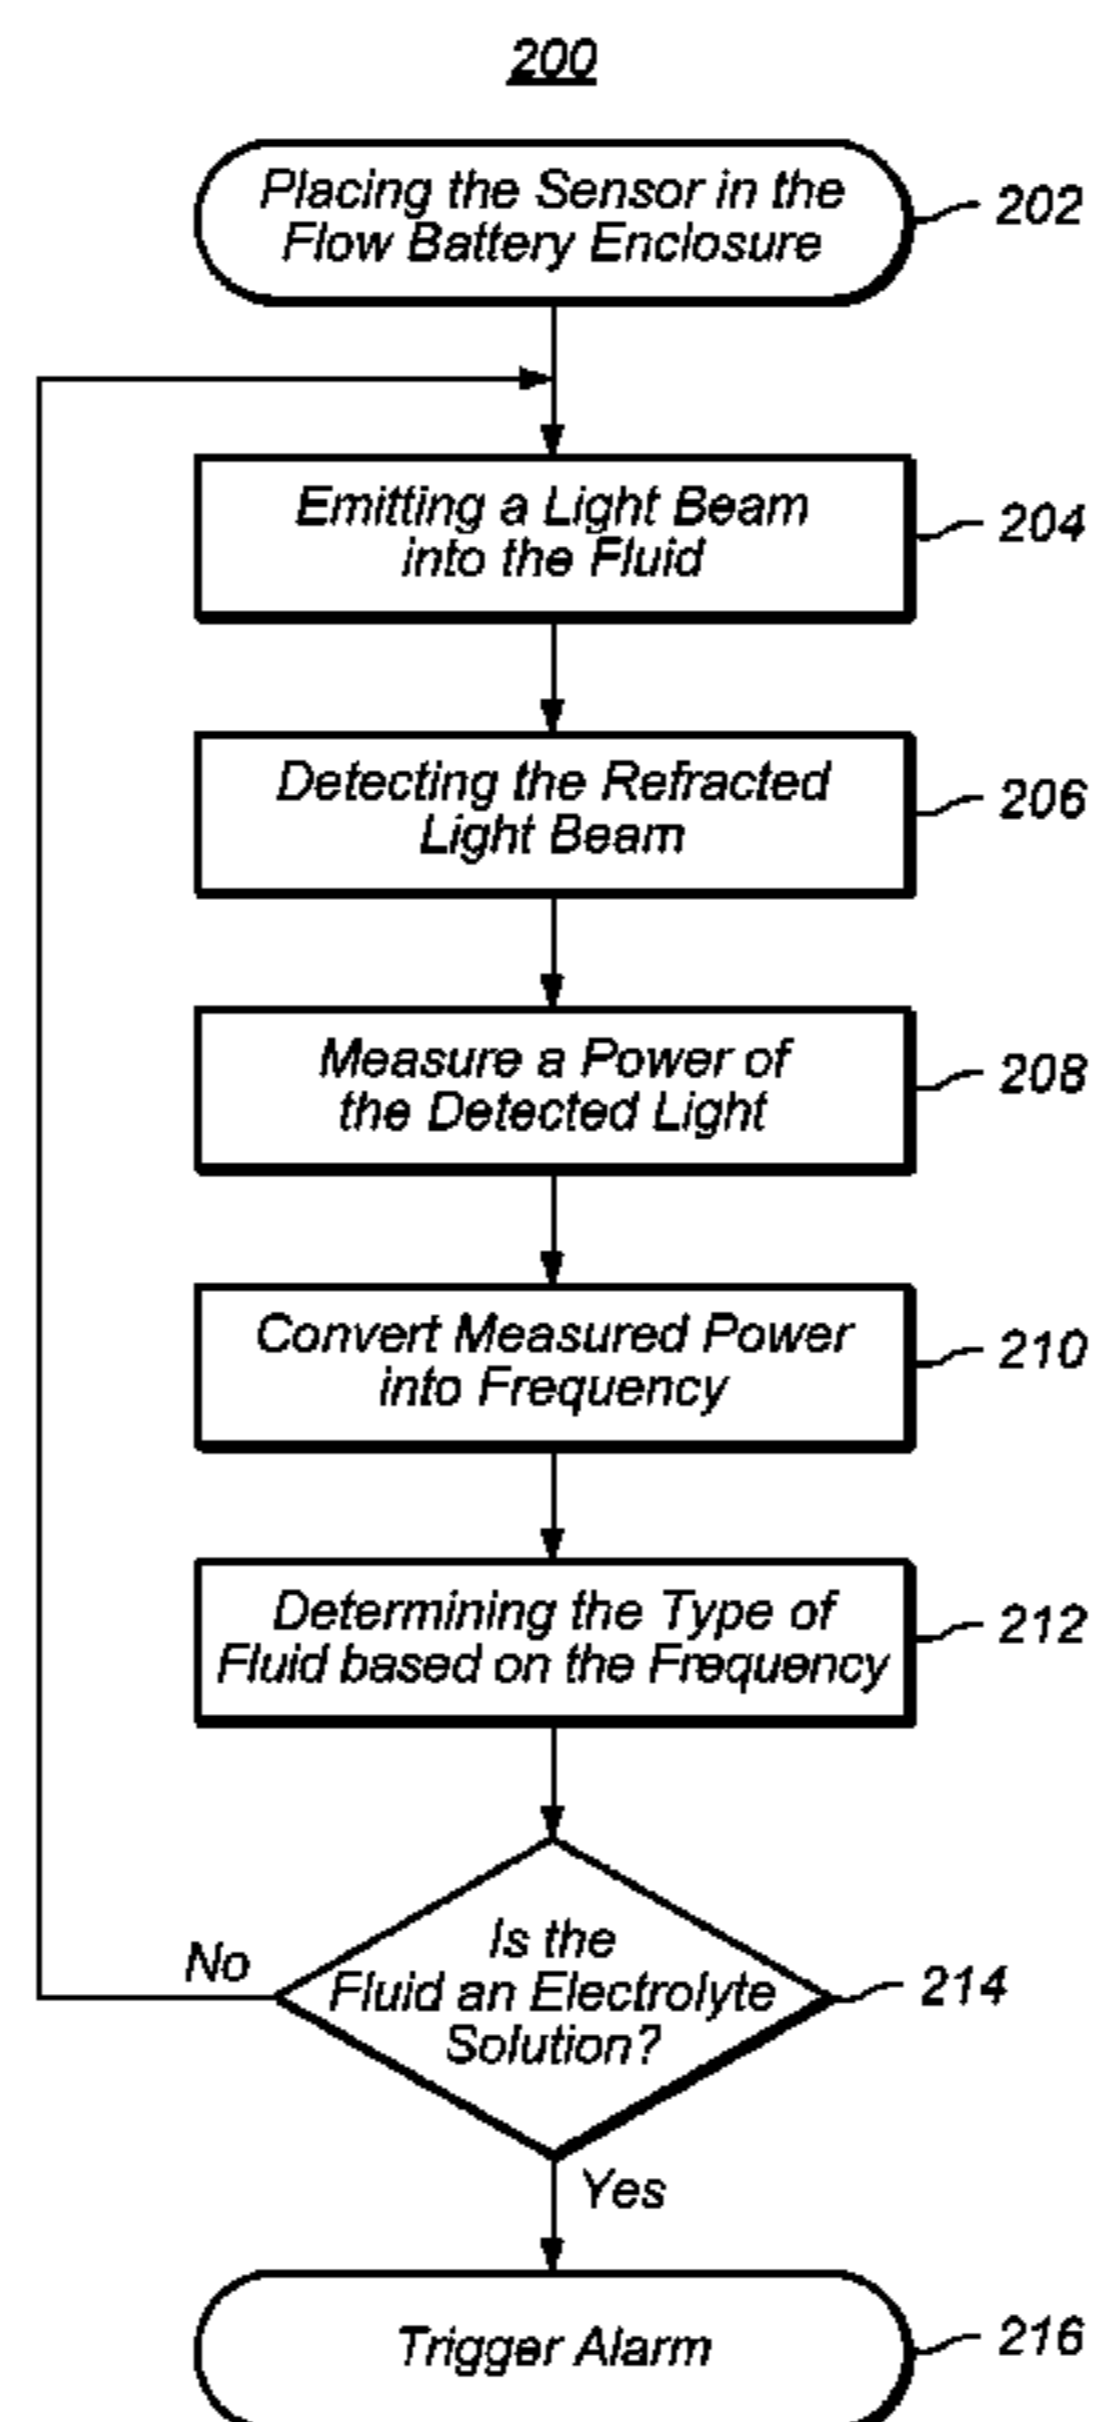 200
Placing the Sensor in the
Flow Battery Enclosure
202
Emitting a Light Beam
into the Fluid
204
Detecting the Refracted
Light Beam
206
Measure a Power of
the Detected Light
208
Convert Measured Power
into Frequency
210
Determining the Type of
Fluid based on the Frequency
212
Is the
Fluid an Electrolyte
Solution?
214
No
Yes
Trigger Alarm
216